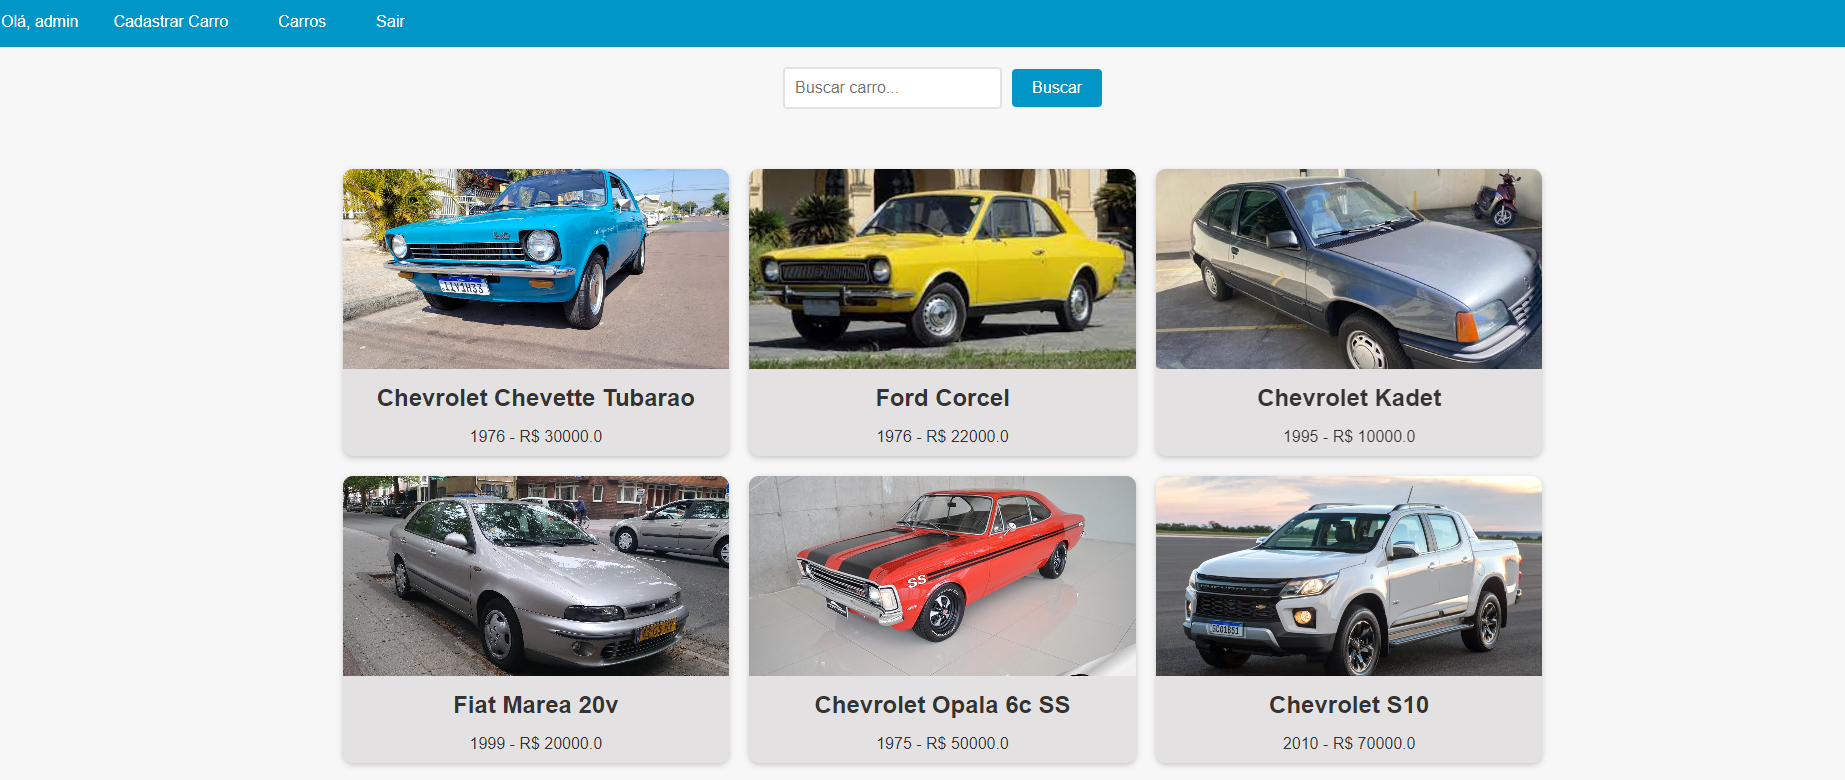 Olá, admin Cadastrar Carro Carros Sair
Buscar carro... Buscar
SS
Chevrolet Chevette Tubarao
1976 - R$ 30000.0
Ford Corcel
1976 - R$ 22000.0
Chevrolet Kadet
1995 - R$ 10000.0
Fiat Marea 20v
1999 - R$ 20000.0
Chevrolet Opala 6c SS
1975 - R$ 50000.0
Chevrolet S10
2010 - R$ 70000.0